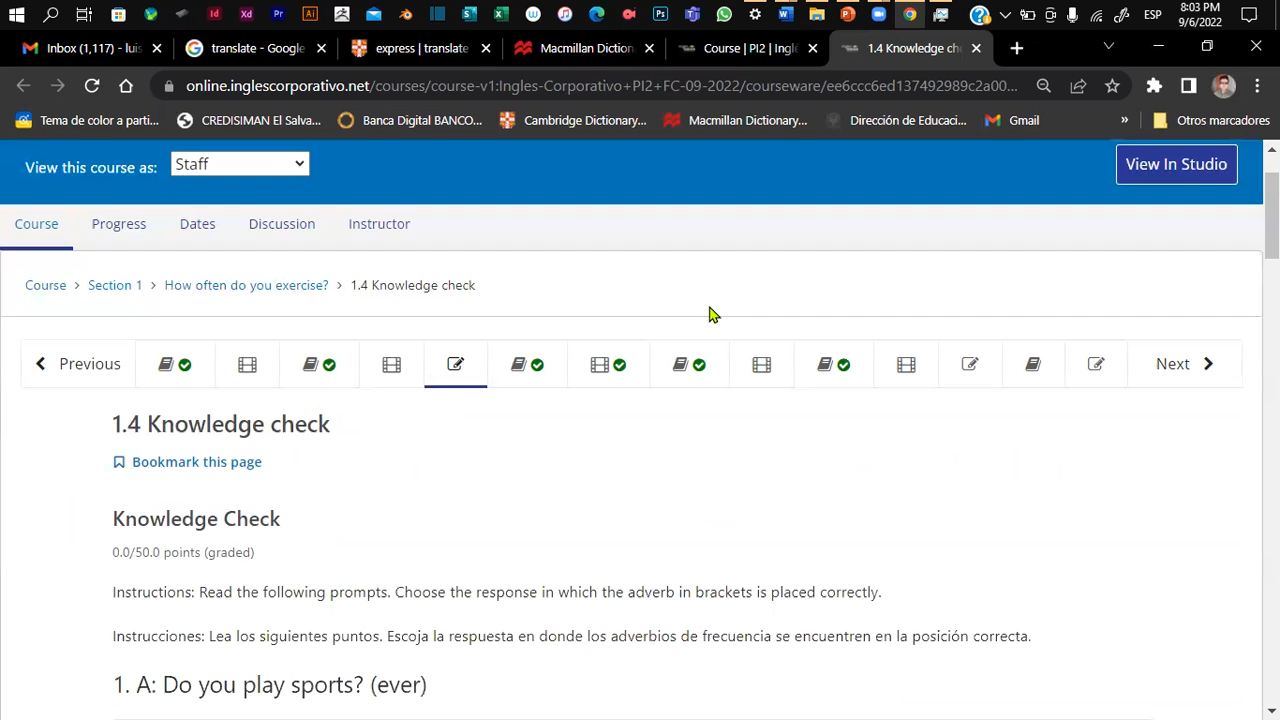 8:03 PM
ESP
9/6/2022
Inbox (1,117) - luis
translate - Google
express | translate
Macmillan Diction
Course | PI2 | Ingle
1.4 Knowledge ch
online.inglescorporativo.net/courses/course-v1:Ingles-Corporativo+PI2+FC-09-2022/courseware/ee6ccc6ed137492989c2a00...
Tema de color a parti...
CREDISIMAN El Salva...
Banca Digital BANCO...
Cambridge Dictionary...
Macmillan Dictionary...
Dirección de Educaci...
Gmail
»
Otros marcadores
View this course as:
Staff
View In Studio
Course
Progress
Dates
Discussion
Instructor
Course > Section 1 > How often do you exercise? > 1.4 Knowledge check
Previous
Next
1.4 Knowledge check
Bookmark this page
Knowledge Check
0.0/50.0 points (graded)
Instructions: Read the following prompts. Choose the response in which the adverb in brackets is placed correctly.
Instrucciones: Lea los siguientes puntos. Escoja la respuesta en donde los adverbios de frecuencia se encuentren en la posición correcta.
1. A: Do you play sports? (ever)